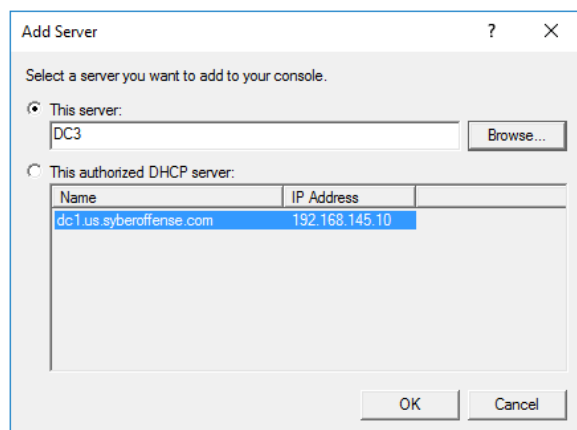 Add Server ?
Select a server you want to add to your console.
This server:
DC3 Browse...
This authorized DHCP server:
Name IP Address
dc1.us.syberoffense.com 192.168.145.10
OK Cancel